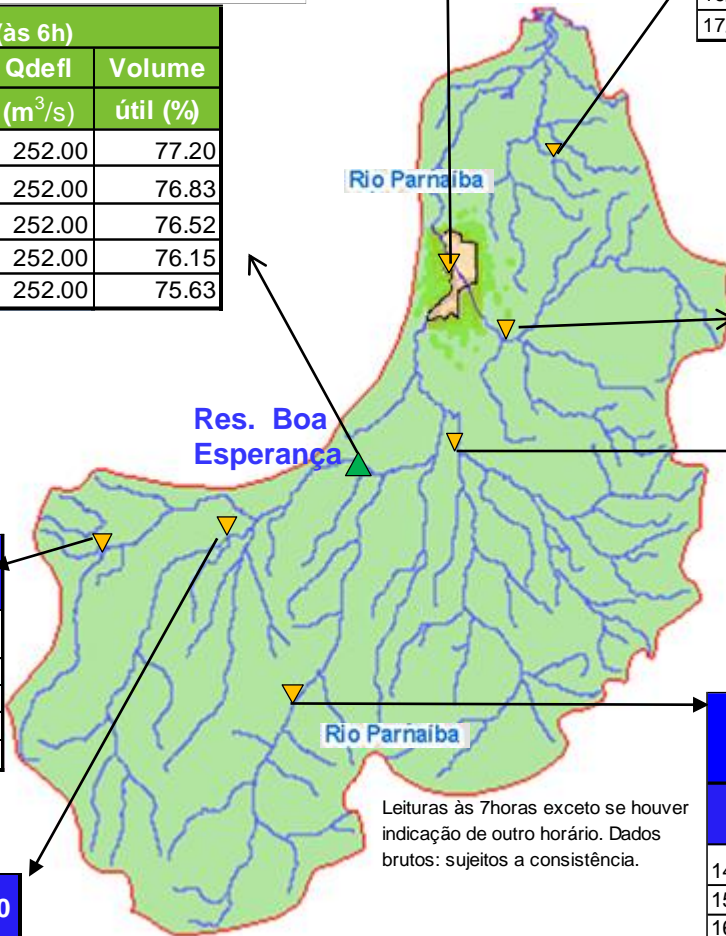 (às 6h)
Qdefl Volume
(m³/s) útil (%)
252.00 77.20
252.00 76.83
252.00 76.52
252.00 76.15
252.00 75.63
17
Rio Parnaíba
Res. Boa
Esperança
Rio Parnaíba
Leituras às 7horas exceto se houver
indicação de outro horário. Dados
brutos: sujeitos a consistência.
0
14
15
16